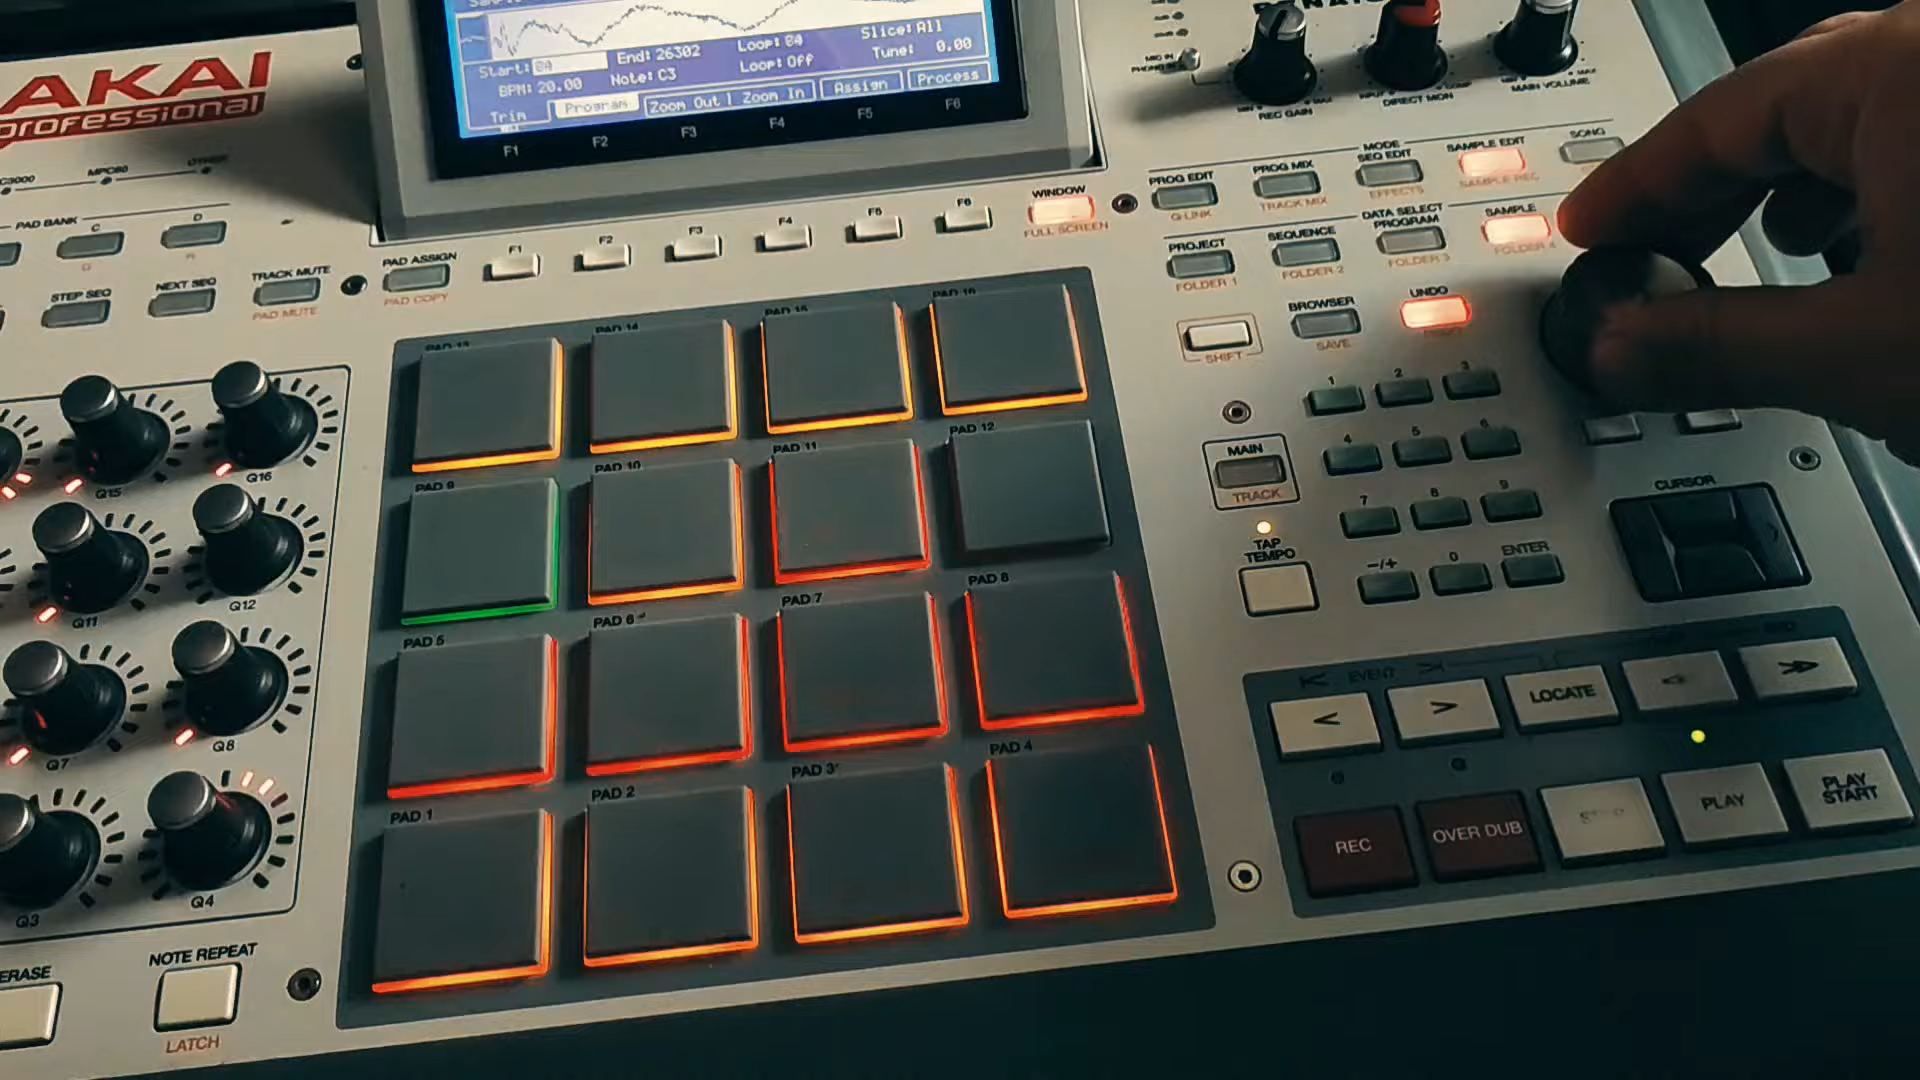 Start: 84 End: 26302 Loop: 84 Slice: All
BPM: 20.00 Note: C3 Loop: Off Tune: 0.00
Trim Program Zoom Out Zoom In Assign Process
F1 F2 F3 F4 F5 F6
AKAI
professional
MPC60 OTHER
PAD BANK
C D
STEP SEQ NEXT SEQ TRACK MUTE
PAD MUTE
PAD ASSIGN
PAD COPY
F1 F2 F3 F4 F5 F6
WINDOW
FULL SCREEN
REC GAIN
DIRECT MON
MAIN VOLUME
MIN MAX
MODE
PROG EDIT PROG MIX SEQ EDIT SAMPLE EDIT SONG
Q-LINK TRACK MIX EFFECTS SAMPLE REC
DATA SELECT
PROJECT SEQUENCE PROGRAM SAMPLE
FOLDER 1 FOLDER 2 FOLDER 3 FOLDER 4
BROWSER UNDO
SHIFT SAVE
1 2 3
4 5 6
7 8 9
-/+ 0 ENTER
MAIN
TRACK
TAP
TEMPO
CURSOR
PAD 13 PAD 14 PAD 15 PAD 16
PAD 9 PAD 10 PAD 11 PAD 12
PAD 5 PAD 6 PAD 7 PAD 8
PAD 1 PAD 2 PAD 3 PAD 4
Q15 Q16
Q11 Q12
Q7 Q8
Q3 Q4
ERASE NOTE REPEAT
LATCH
EVENT
< > LOCATE
REC OVER DUB PLAY PLAY START